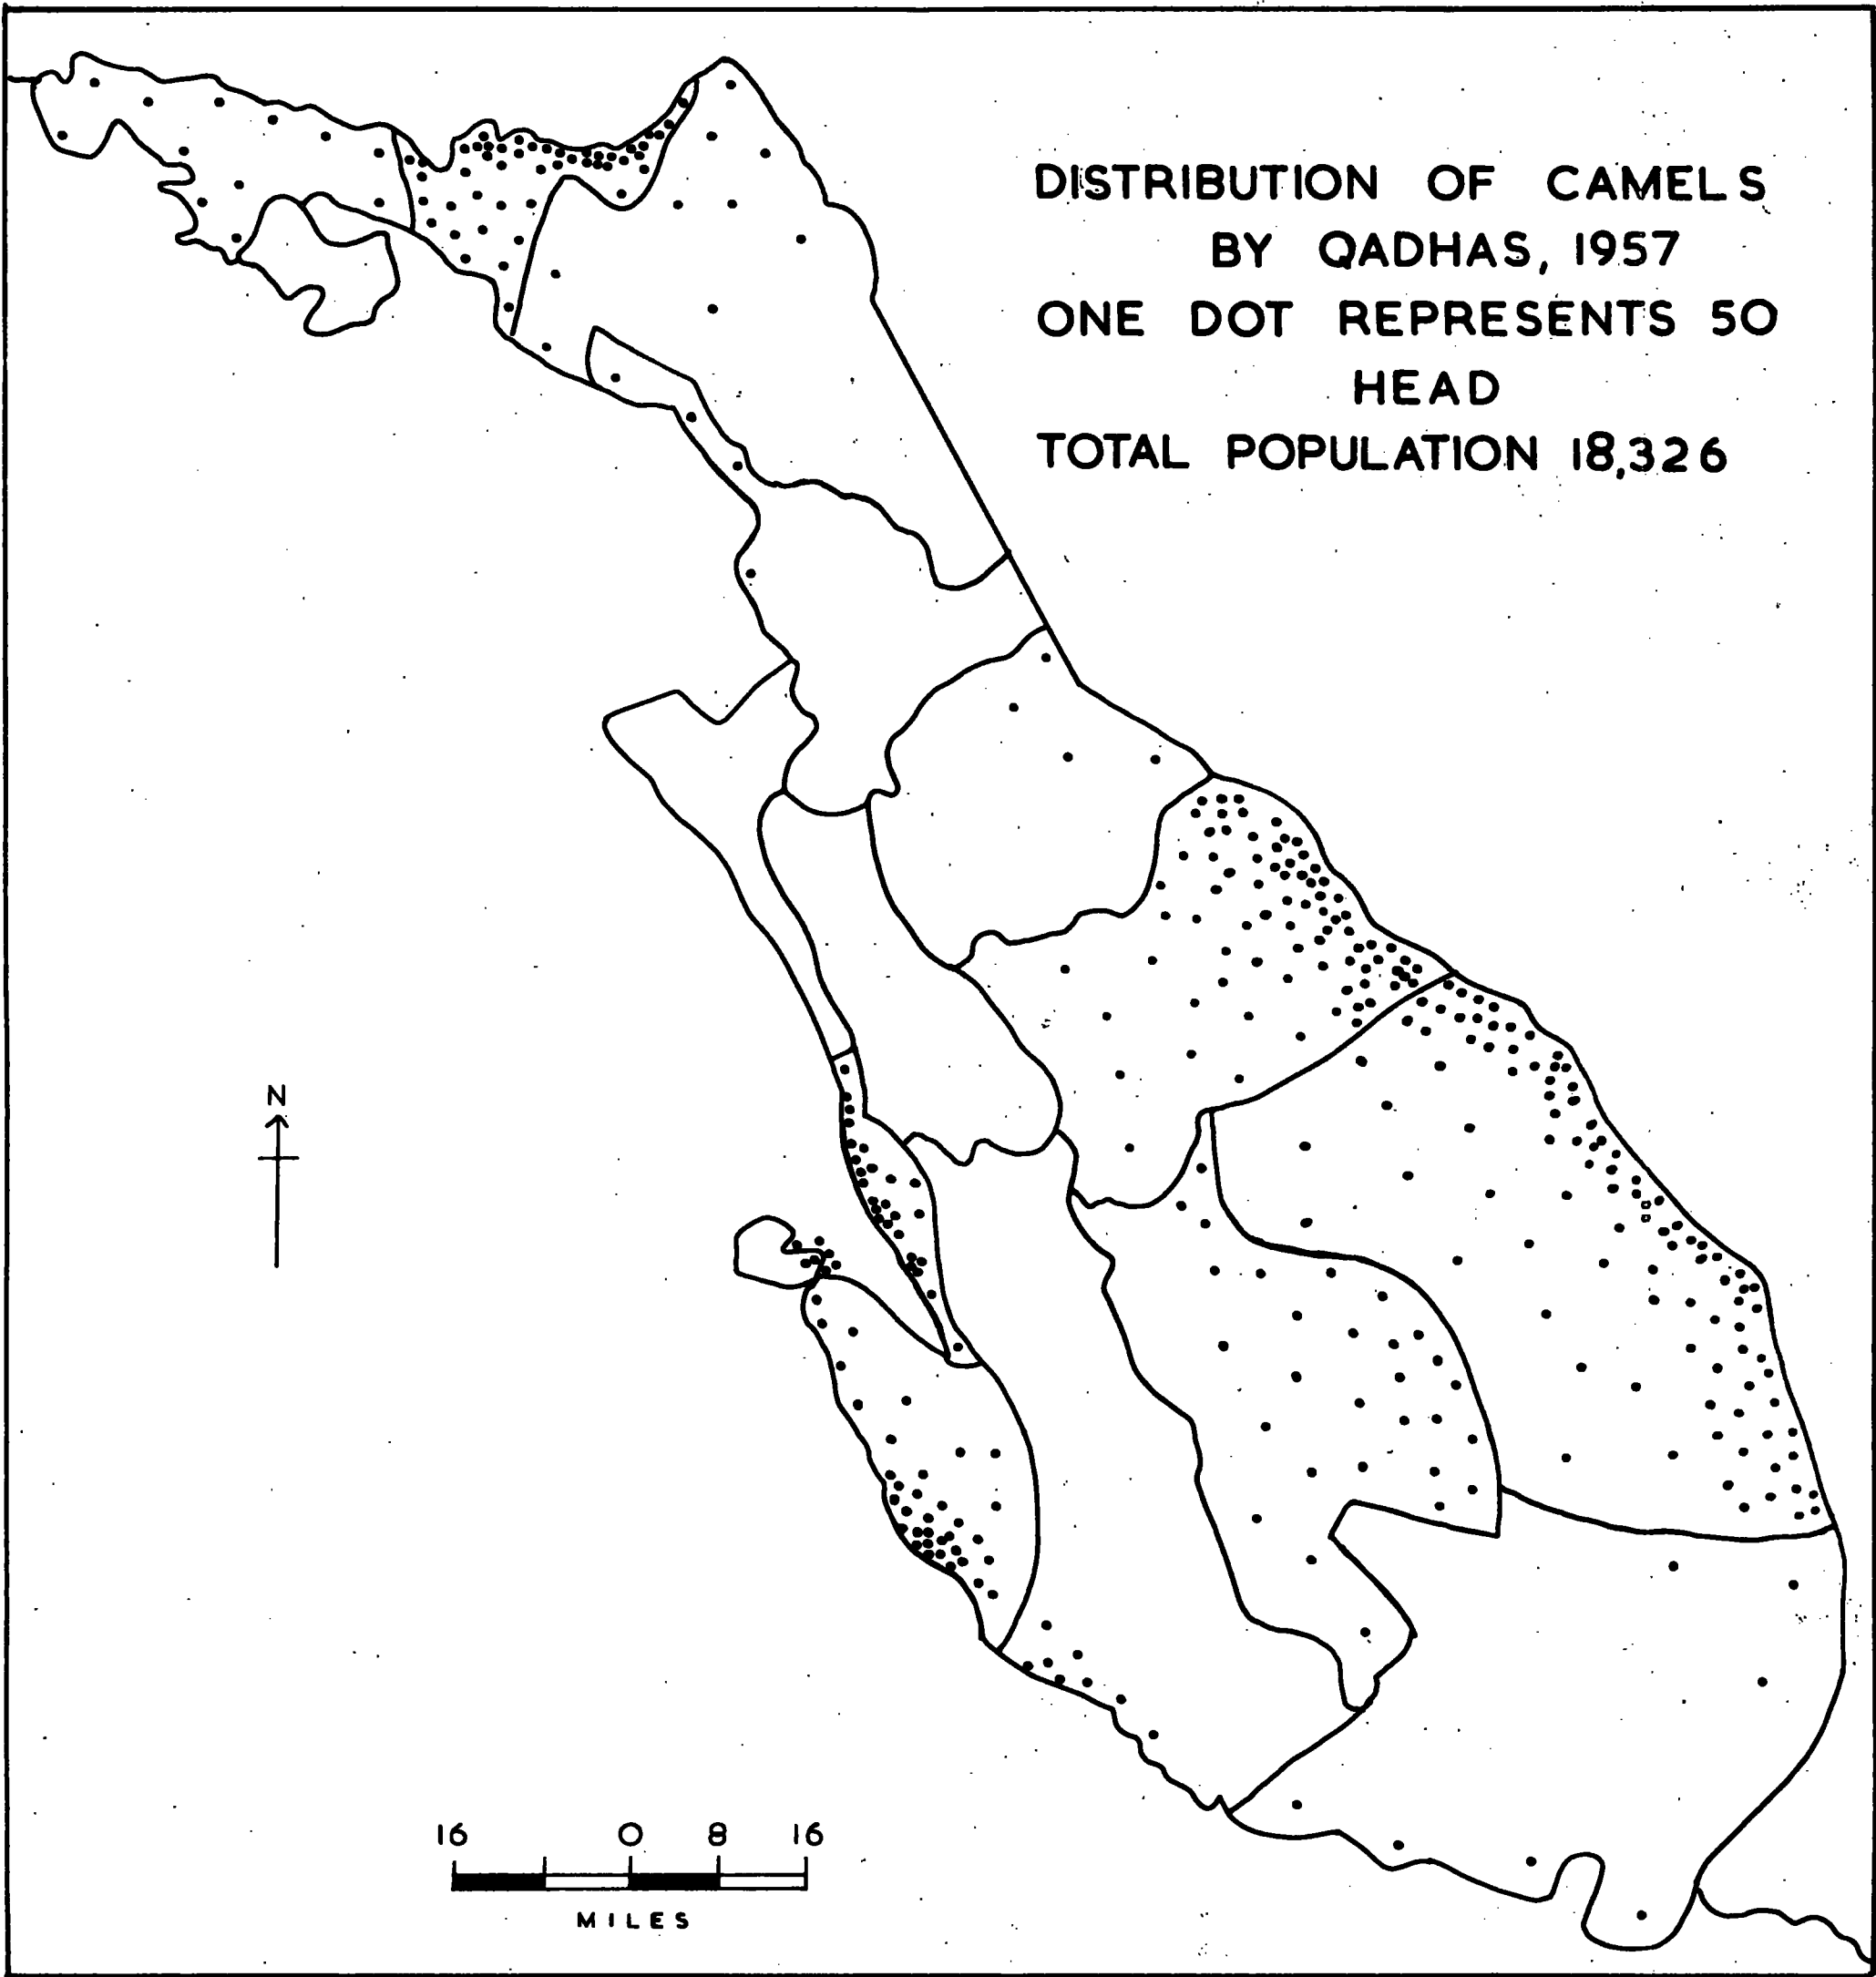 DISTRIBUTION OF CAMELS
BY QADHAS, 1957
ONE DOT REPRESENTS 50
HEAD
TOTAL POPULATION 18,326
N
16 0 8 16
MILES